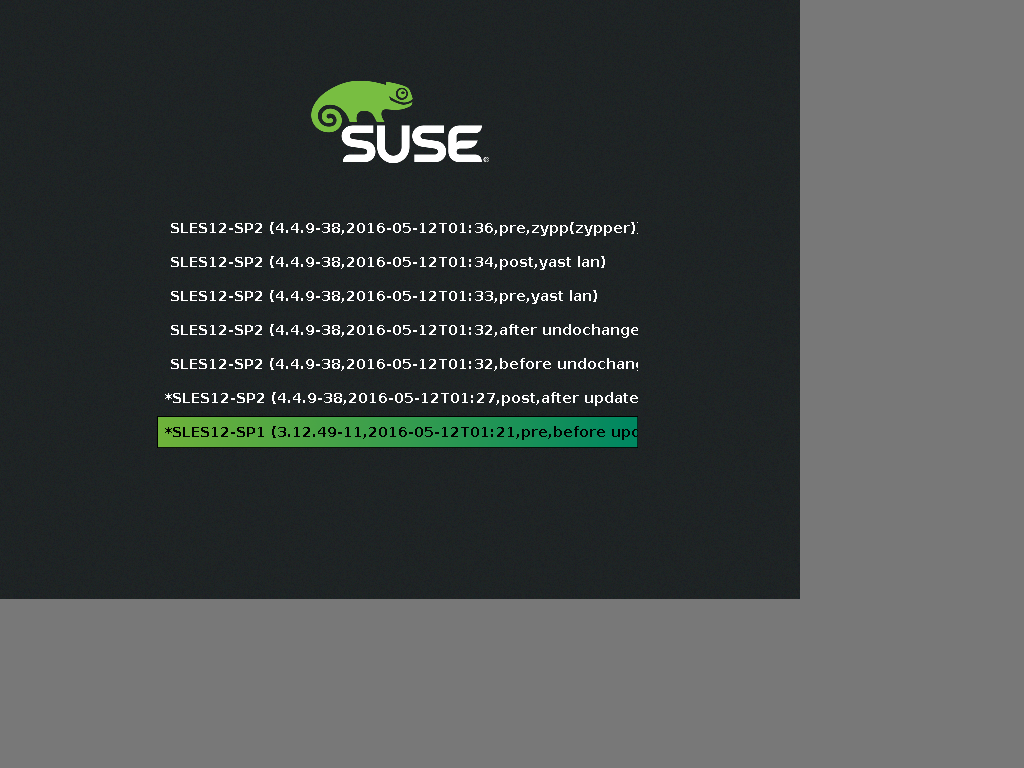 SUSE®
SLES12-SP2 (4.4.9-38,2016-05-12T01:36,pre,zypp(zypper)
SLES12-SP2 (4.4.9-38,2016-05-12T01:34,post,yast lan)
SLES12-SP2 (4.4.9-38,2016-05-12T01:33,pre,yast lan)
SLES12-SP2 (4.4.9-38,2016-05-12T01:32,after undochange
SLES12-SP2 (4.4.9-38,2016-05-12T01:32,before undochang
*SLES12-SP2 (4.4.9-38,2016-05-12T01:27,post,after update
*SLES12-SP1 (3.12.49-11,2016-05-12T01:21,pre,before upd